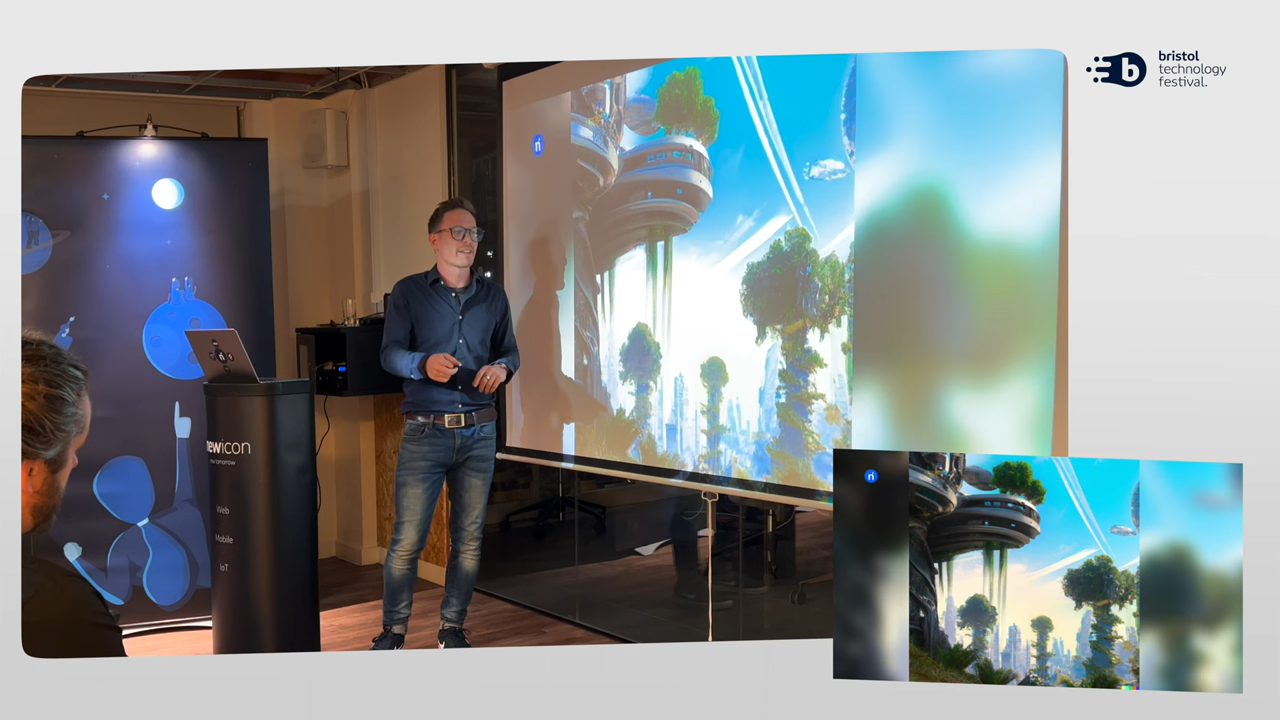 bristol
technology
festival.
b
n
newicon
Web
Mobile
IoT
n